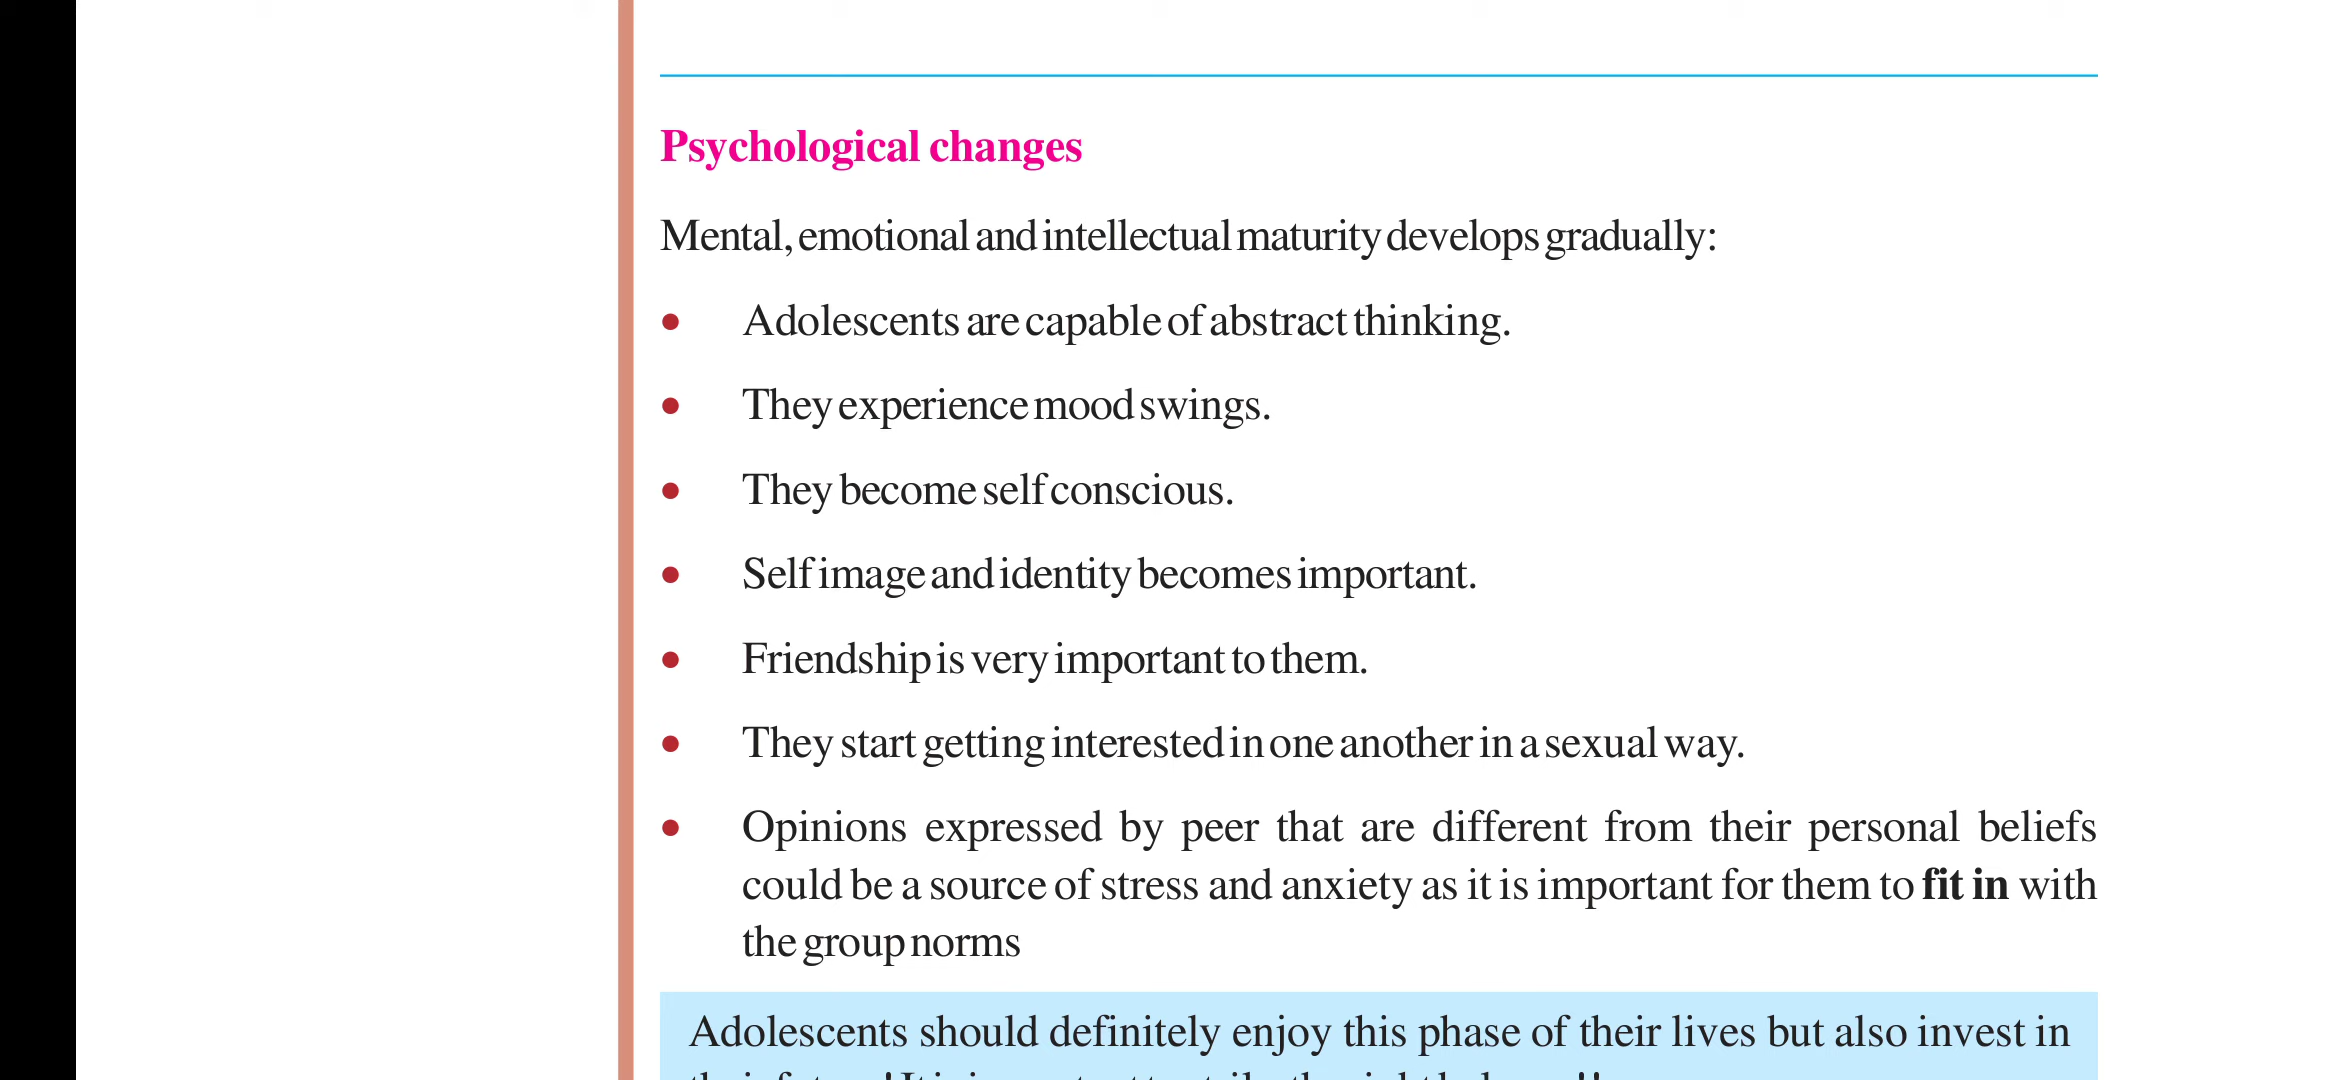 Psychological changes
Mental, emotional and intellectual maturity develops gradually:
• Adolescents are capable of abstract thinking.
• They experience mood swings.
• They become self conscious.
• Self image and identity becomes important.
• Friendship is very important to them.
• They start getting interested in one another in a sexual way.
• Opinions expressed by peer that are different from their personal beliefs
could be a source of stress and anxiety as it is important for them to fit in with
the group norms
Adolescents should definitely enjoy this phase of their lives but also invest in